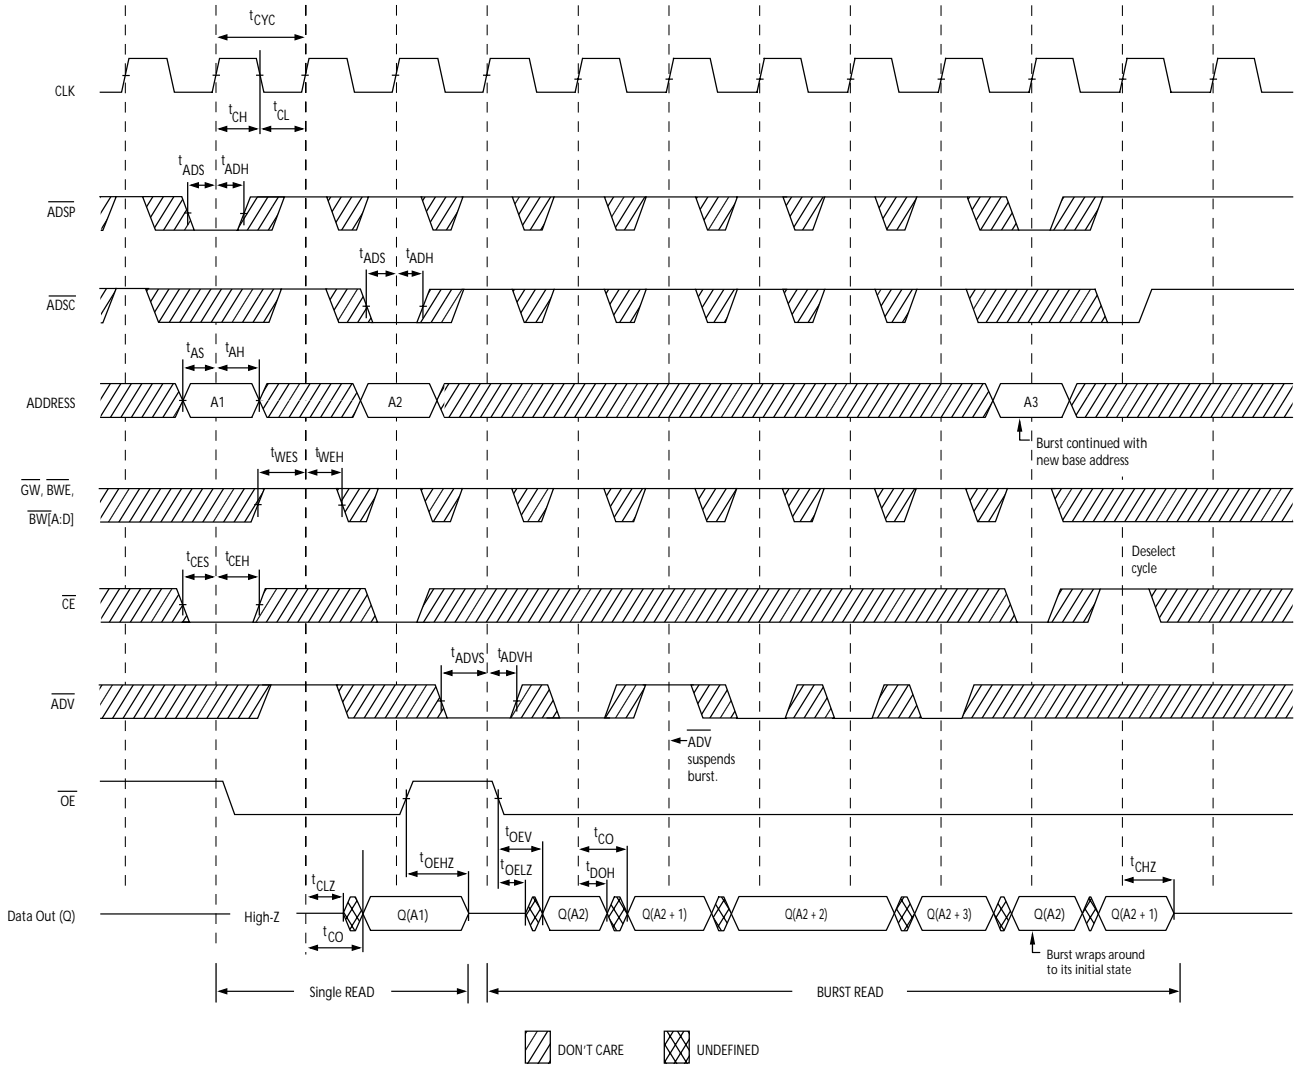 tCYC
CLK
tCH
tCL
tADS
tADH
ADSP
tADS
tADH
ADSC
tAS
tAH
ADDRESS
A1
A2
A3
Burst continued with
new base address
tWES
tWEH
GW, BWE,
BW[A:D]
Deselect
cycle
tCES
tCEH
CE
tADVS
tADVH
ADV
ADV
suspends
burst.
OE
tOEV
tCO
tOEHZ
tOELZ
tDOH
tCHZ
tCLZ
Data Out (Q)
High-Z
Q(A1)
Q(A2)
Q(A2 + 1)
Q(A2 + 2)
Q(A2 + 3)
Q(A2)
Q(A2 + 1)
tCO
Burst wraps around
to its initial state
Single READ
BURST READ
DON'T CARE
UNDEFINED